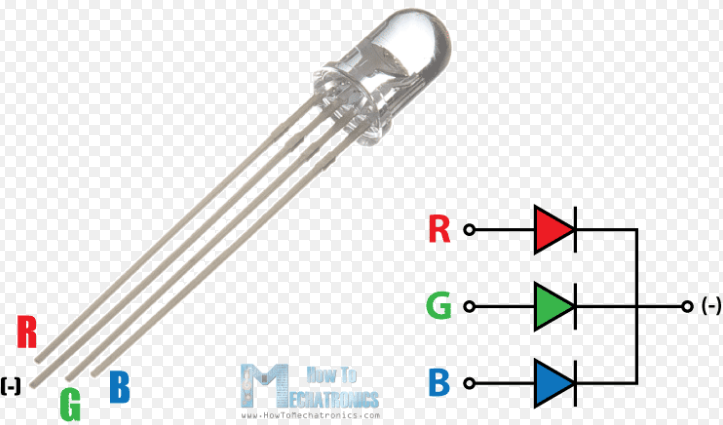 R
(-)
G
B
R
G
B
(-)
How To
MECHATRONICS
www.HowToMechatronics.com